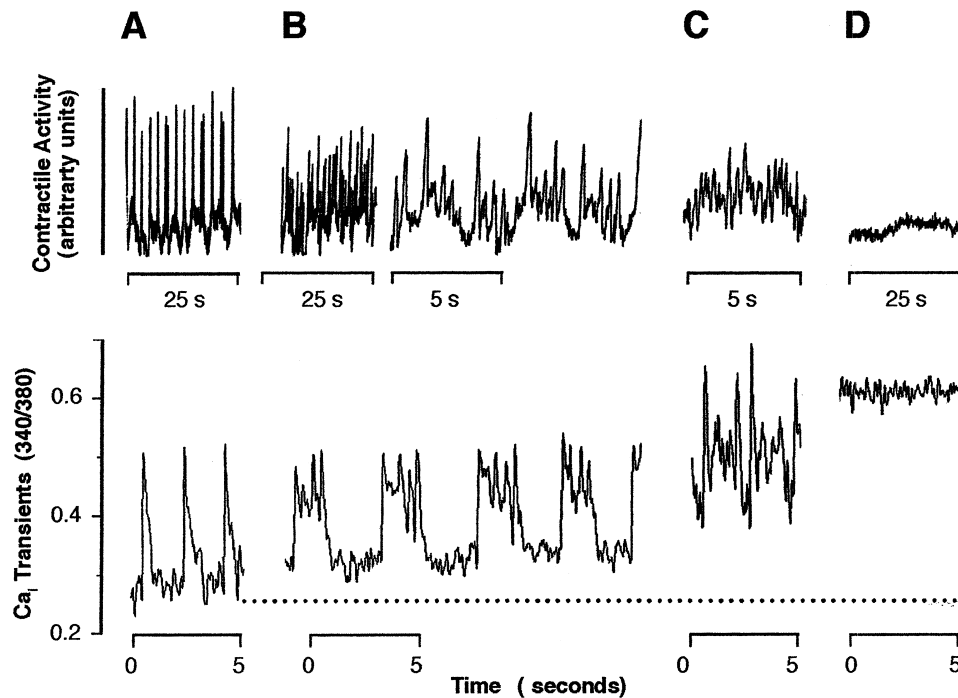 A B C D
Contractile Activity
(arbitrarty units)
25 s 25 s 5 s 5 s 25 s
Ca i Transients (340/380)
0.6
0.4
0.2
0 5 0 5 0 5 0 5
Time ( seconds)